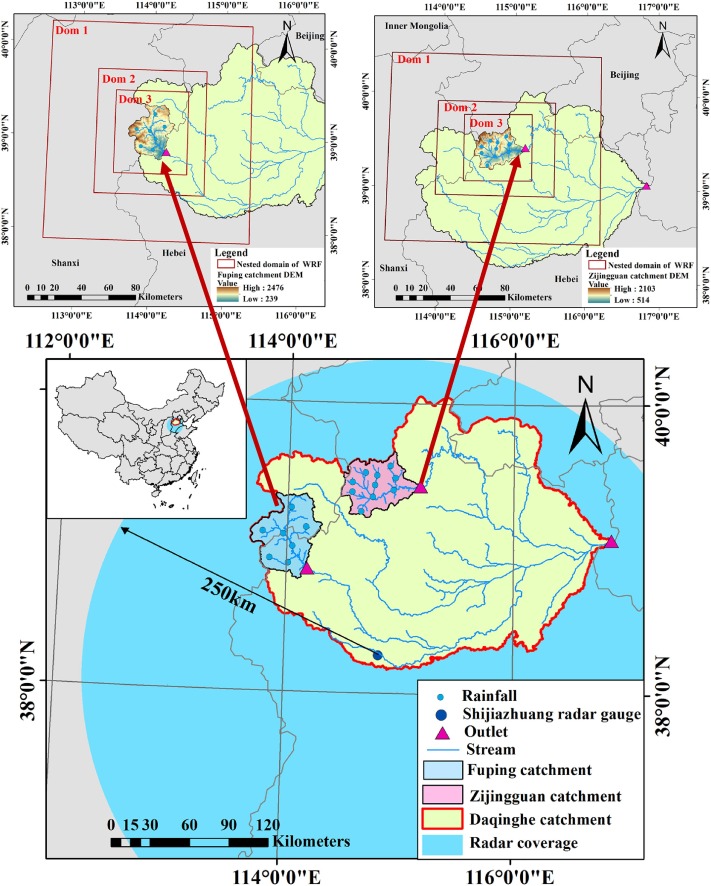 113°0'0"E
114°0'0"E
115°0'0"E
116°0'0"E
40°0'0"N
39°0'0"N
38°0'0"N
Dom 1
Beijing
Dom 2
Dom 3
40°0'0"N
39°0'0"N
38°0'0"N
Hebei
Shanxi
N
Legend
Nested domain of WRF
Fuping catchment DEM
Value
High : 2476
Low : 239
0 10 20 40 60 80
Kilometers
113°0'0"E
114°0'0"E
115°0'0"E
116°0'0"E
114°0'0"E
115°0'0"E
116°0'0"E
117°0'0"E
Inner Mongolia
N
Dom 1
Beijing
40°0'0"N
39°0'0"N
38°0'0"N
Dom 2
Dom 3
40°0'0"N
39°0'0"N
38°0'0"N
Shanxi
Hebei
Legend
Nested domain of WRF
Zijingguan catchment DEM
Value
High : 2103
Low : 514
0 10 20 40 60 80
Kilometers
114°0'0"E
115°0'0"E
116°0'0"E
117°0'0"E
112°0'0"E
114°0'0"E
116°0'0"E
N
40°0'0"N
40°0'0"N
250km
38°0'0"N
38°0'0"N
Rainfall
Shijiazhuang radar gauge
Outlet
Stream
Fuping catchment
Zijingguan catchment
Daqinghe catchment
Radar coverage
0 15 30 60 90 120
Kilometers
114°0'0"E
116°0'0"E